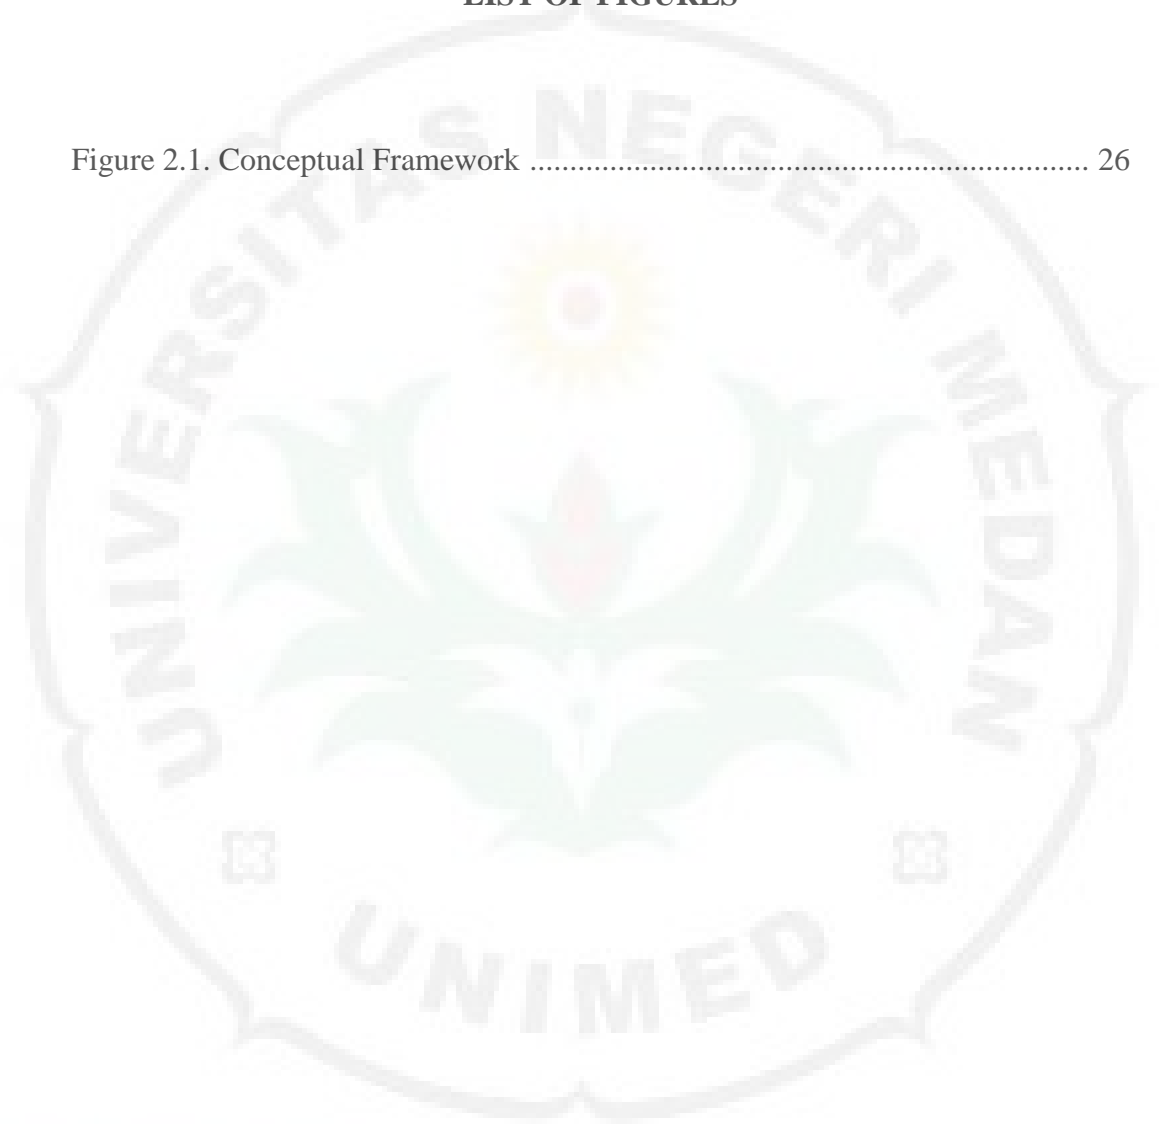 LIST OF FIGURES
Figure 2.1. Conceptual Framework ...................................................................... 26
UNIVERSITAS NEGERI MEDAN
UNIMED